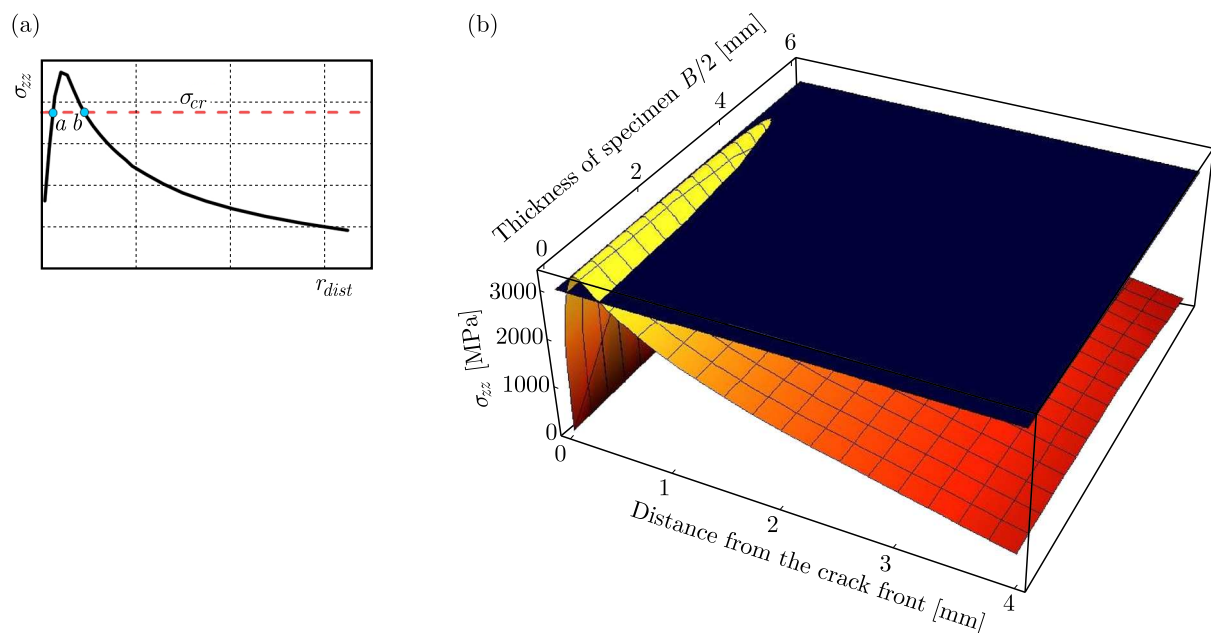 (a)
σzz
σcr
a b
rdist
(b)
Thickness of specimen B/2 [mm]
0
2
4
6
σzz [MPa]
3000
2000
1000
0
0
1
2
3
4
Distance from the crack front [mm]